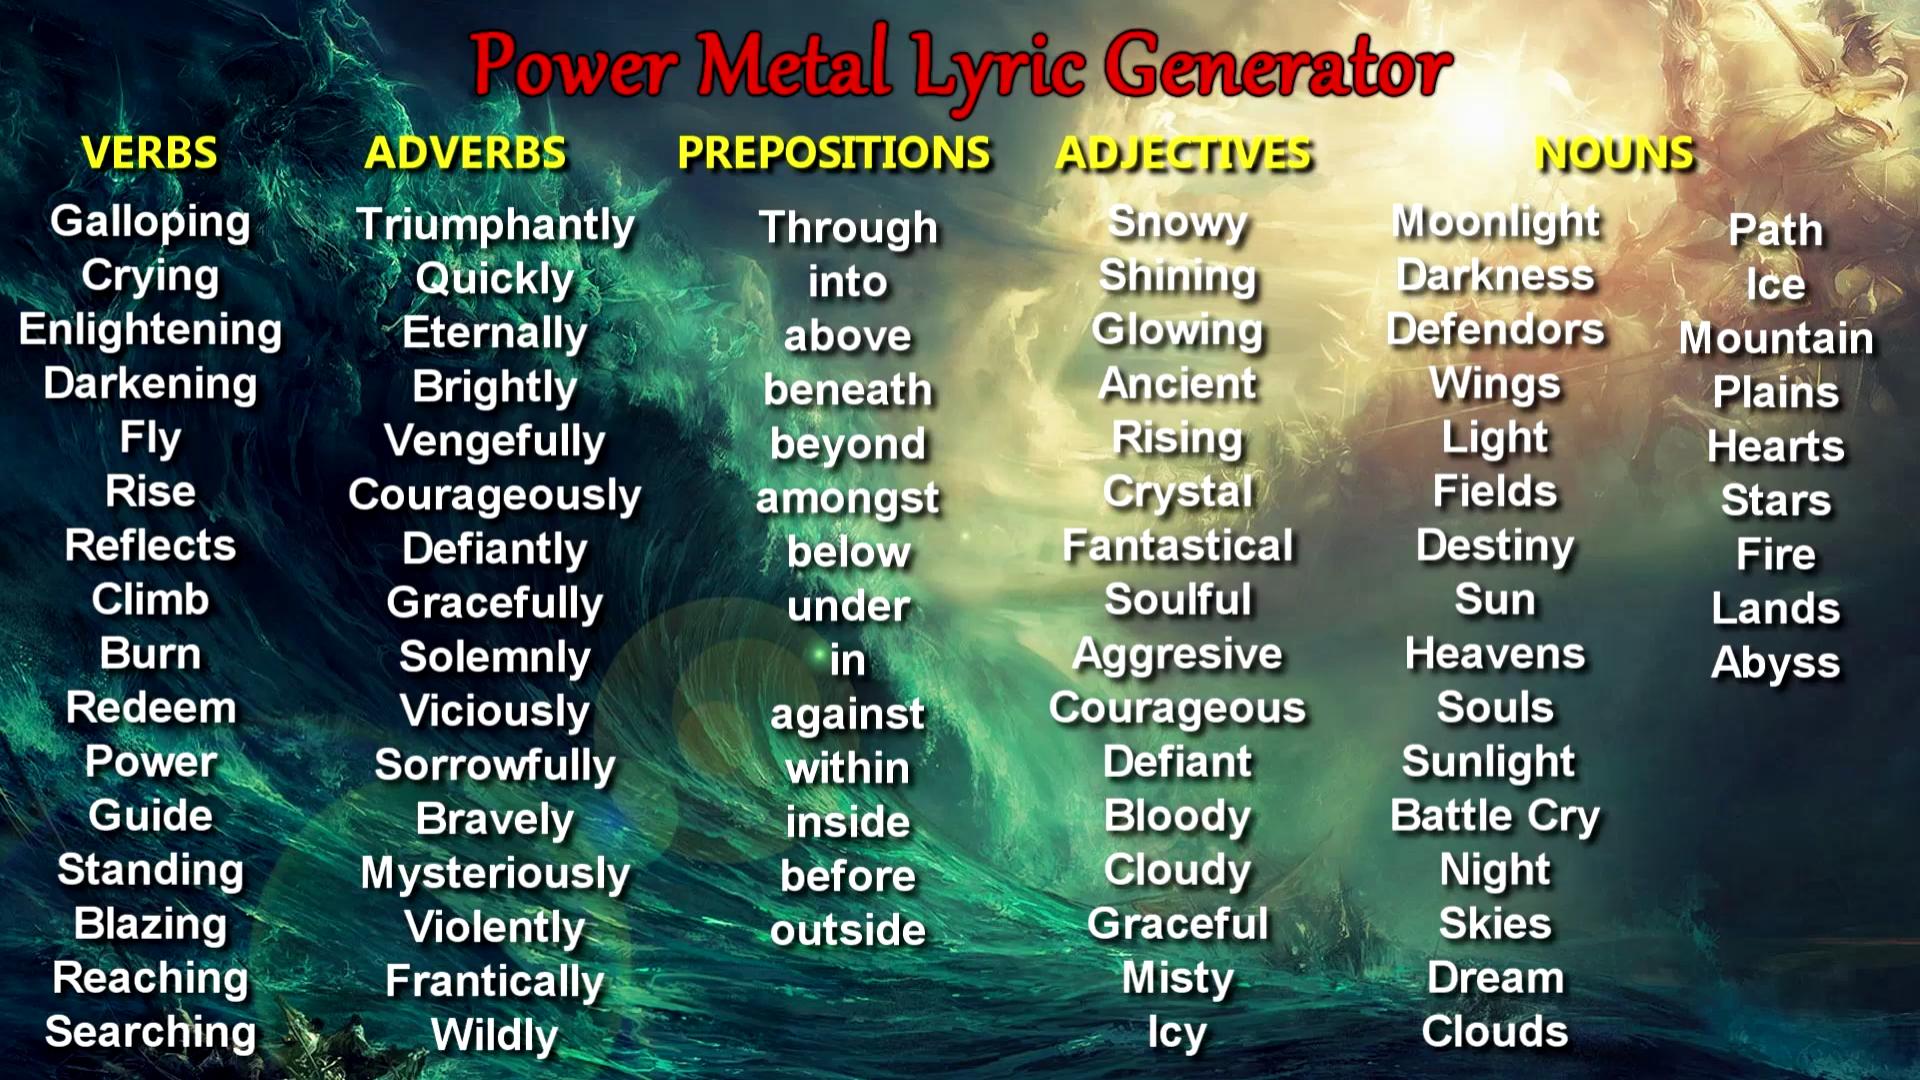 Power Metal Lyric Generator
VERBS
Galloping
Crying
Enlightening
Darkening
Fly
Rise
Reflects
Climb
Burn
Redeem
Power
Guide
Standing
Blazing
Reaching
Searching
ADVERBS
Triumphantly
Quickly
Eternally
Brightly
Vengefully
Courageously
Defiantly
Gracefully
Solemnly
Viciously
Sorrowfully
Bravely
Mysteriously
Violently
Frantically
Wildly
PREPOSITIONS
Through
into
above
beneath
beyond
amongst
below
under
in
against
within
inside
before
outside
ADJECTIVES
Snowy
Shining
Glowing
Ancient
Rising
Crystal
Fantastical
Soulful
Aggresive
Courageous
Defiant
Bloody
Cloudy
Graceful
Misty
Icy
NOUNS
Moonlight
Darkness
Defendors
Wings
Light
Fields
Destiny
Sun
Heavens
Souls
Sunlight
Battle Cry
Night
Skies
Dream
Clouds
Path
Ice
Mountain
Plains
Hearts
Stars
Fire
Lands
Abyss